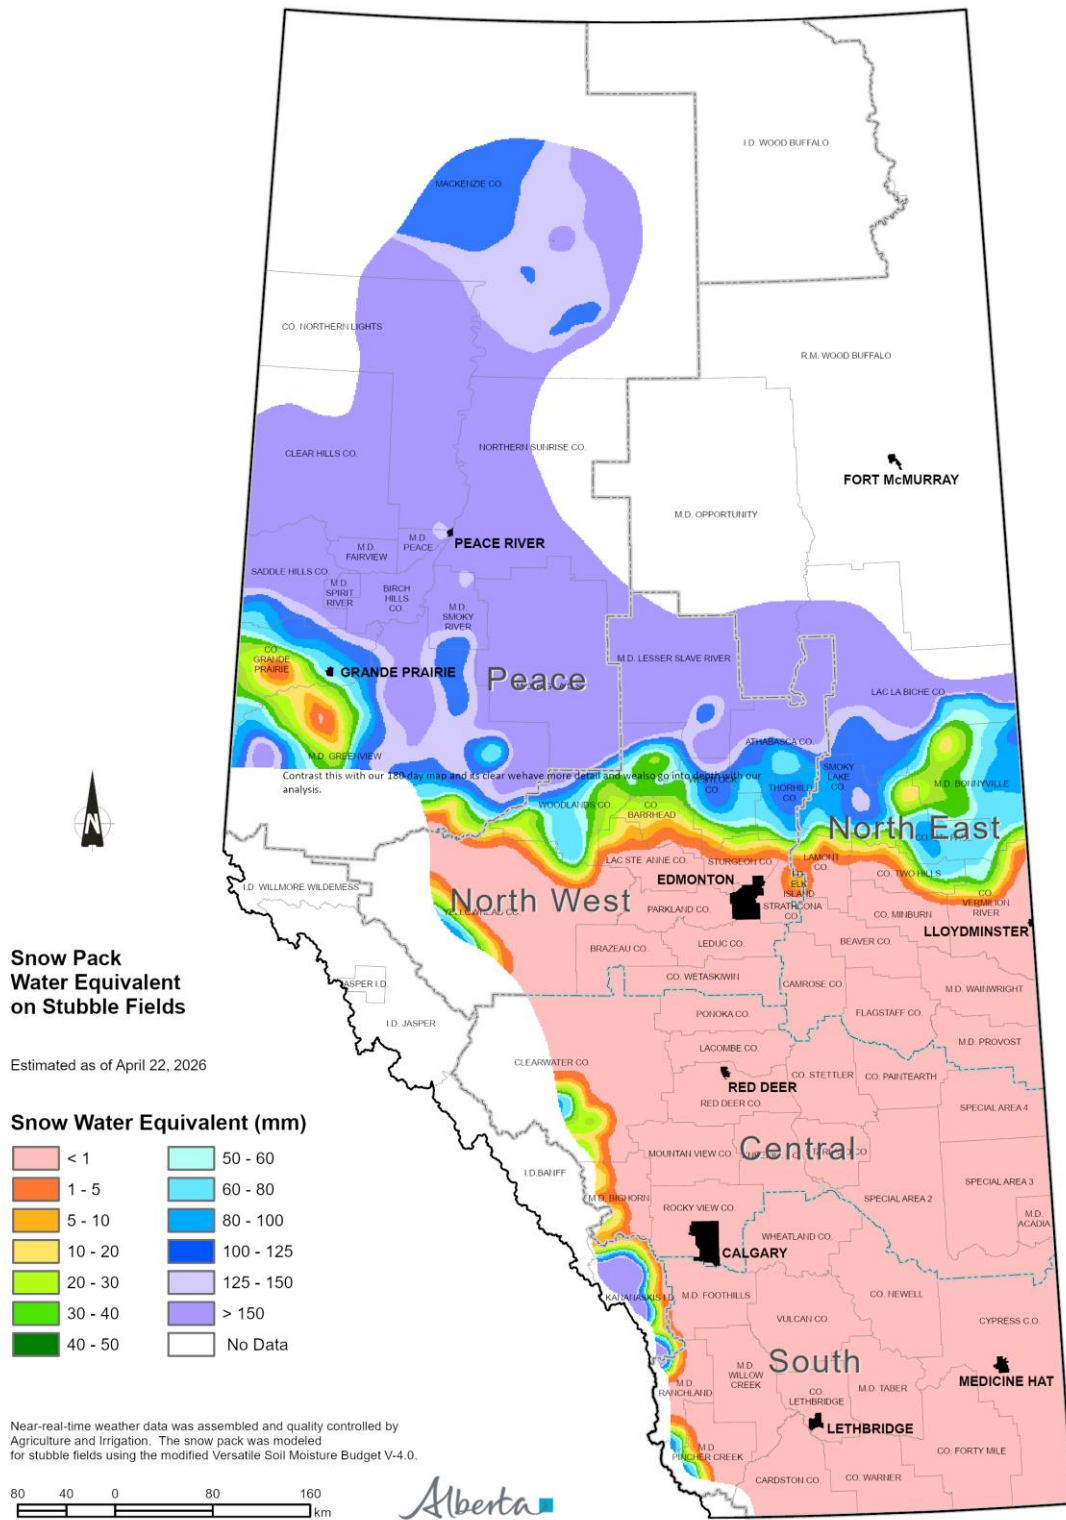 I.D. WOOD BUFFALO
MACKENZIE CO.
CO. NORTHERN LIGHTS
R.M. WOOD BUFFALO
CLEAR HILLS CO.
NORTHERN SUNRISE CO.
FORT McMURRAY
M.D. OPPORTUNITY
M.D.
PEACE
PEACE RIVER
M.D.
FAIRVIEW
SADDLE HILLS CO.
M.D.
SPIRIT
RIVER
BIRCH
HILLS
CO.
M.D.
SMOKY
RIVER
CO.
GRANDE
PRAIRIE
GRANDE PRAIRIE
M.D. LESSER SLAVE RIVER
Peace
LAC LA BICHE CO.
ATHABASCA CO.
M.D. GREENVIEW
Contrast this with our 180 day map and its clear wehave more detail and wealso go into depth with our
analysis.
SMOKY
LAKE
CO.
M.D. BONNYVILLE
THORHILD
CO.
WOODLANDS CO.
CO.
BARRHEAD
North East
LAC STE ANNE CO.
STURGEON CO.
LAMONT
CO.
CO. TWO HILLS
EDMONTON
ELK
ISLAND
I.D. WILLMORE WILDERNESS
North West
PARKLAND CO.
STRATHCONA
CO.
CO. MINBURN
CO.
VERMILION
RIVER
LLOYDMINSTER
YELLOWHEAD CO.
BRAZEAU CO.
LEDUC CO.
BEAVER CO.
Snow Pack
Water Equivalent
on Stubble Fields
JASPER I.D.
CO. WETASKIWIN
CAMROSE CO.
M.D. WAINWRIGHT
I.D. JASPER
PONOKA CO.
FLAGSTAFF CO.
M.D. PROVOST
Estimated as of April 22, 2026
CLEARWATER CO.
LACOMBE CO.
RED DEER
CO. STETTLER
CO. PAINTEARTH
RED DEER CO.
SPECIAL AREA 4
Snow Water Equivalent (mm)
< 1
50 - 60
1 - 5
60 - 80
5 - 10
80 - 100
10 - 20
100 - 125
20 - 30
125 - 150
30 - 40
> 150
40 - 50
No Data
MOUNTAN VIEW CO.
Central
I.D.BANFF
M.D. BIGHORN
ROCKY VIEW CO.
SPECIAL AREA 2
SPECIAL AREA 3
M.D.
ACADIA
CALGARY
WHEATLAND CO.
KANANASKIS I.D.
M.D. FOOTHILLS
CO. NEWELL
VULCAN CO.
CYPRESS C.O.
M.D.
RANCHLAND
M.D.
WILLOW
CREEK
South
M.D. TABER
MEDICINE HAT
CO.
LETHBRIDGE
LETHBRIDGE
M.D.
PINCHER CREEK
CO. FORTY MILE
CARDSTON CO.
CO. WARNER
Near-real-time weather data was assembled and quality controlled by
Agriculture and Irrigation. The snow pack was modeled
for stubble fields using the modified Versatile Soil Moisture Budget V-4.0.
80 40 0 80 160
km
N
Alberta